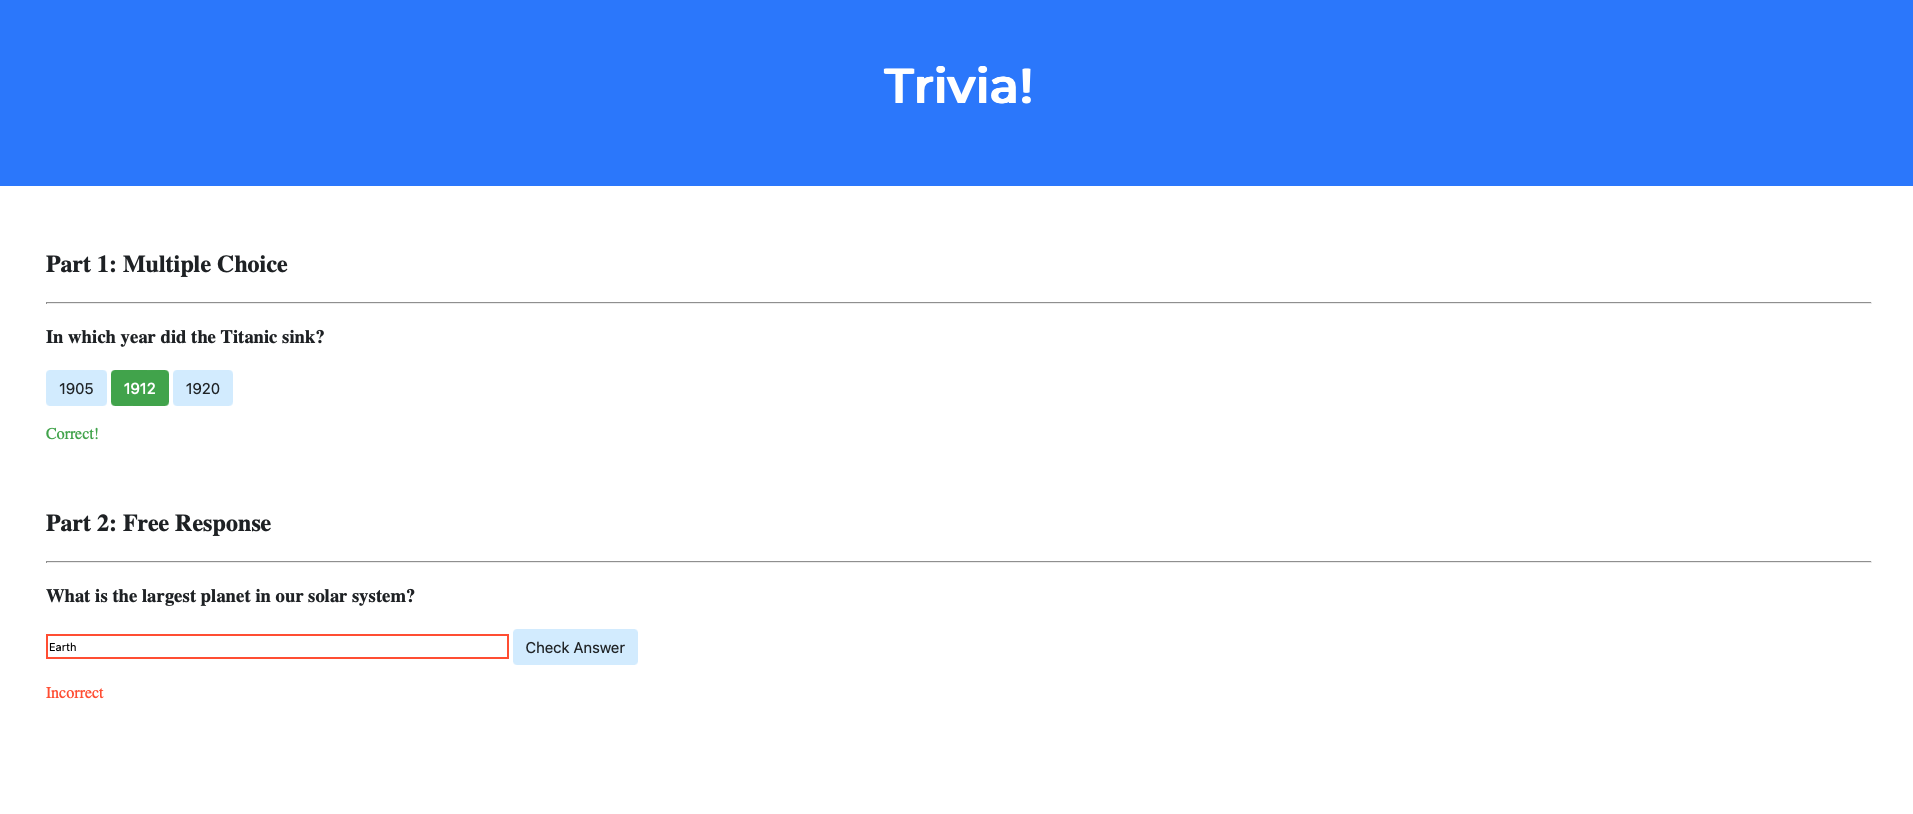 Trivia!
Part 1: Multiple Choice
In which year did the Titanic sink?
1905 1912 1920
Correct!
Part 2: Free Response
What is the largest planet in our solar system?
Earth Check Answer
Incorrect